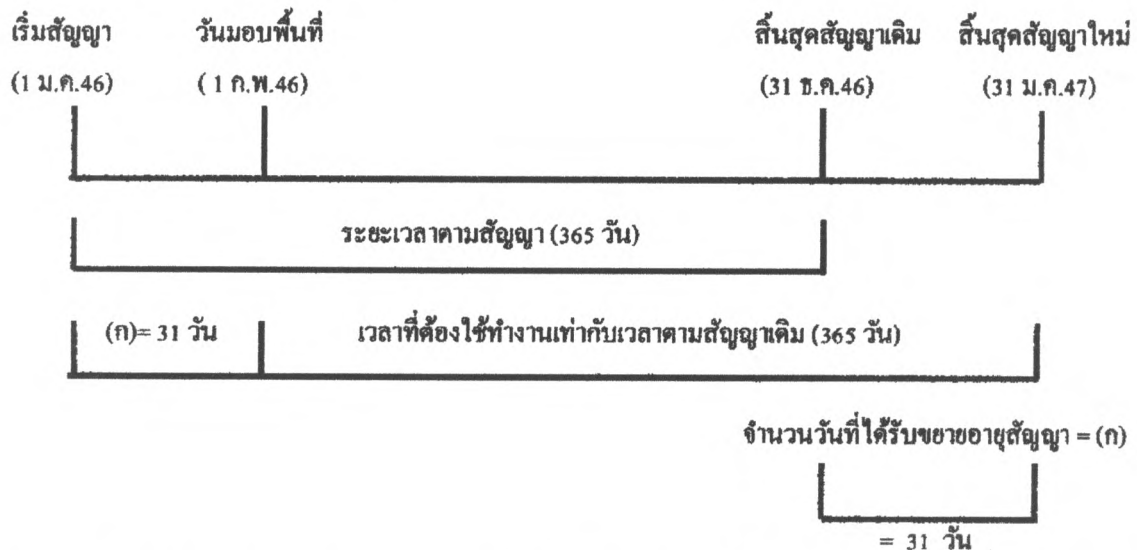 เริ่มสัญญา วันมอบพื้นที่ สิ้นสุดสัญญาเดิม สิ้นสุดสัญญาใหม่
(1 ม.ค.46) ( 1 ก.พ.46) (31 ธ.ค.46) (31 ม.ค.47)
ระยะเวลาตามสัญญา (365 วัน)
(ก)= 31 วัน เวลาที่ต้องใช้ทำงานเท่ากับเวลาตามสัญญาเดิม (365 วัน)
จำนวนวันที่ได้รับขยายอายุสัญญา = (ก)
= 31 วัน